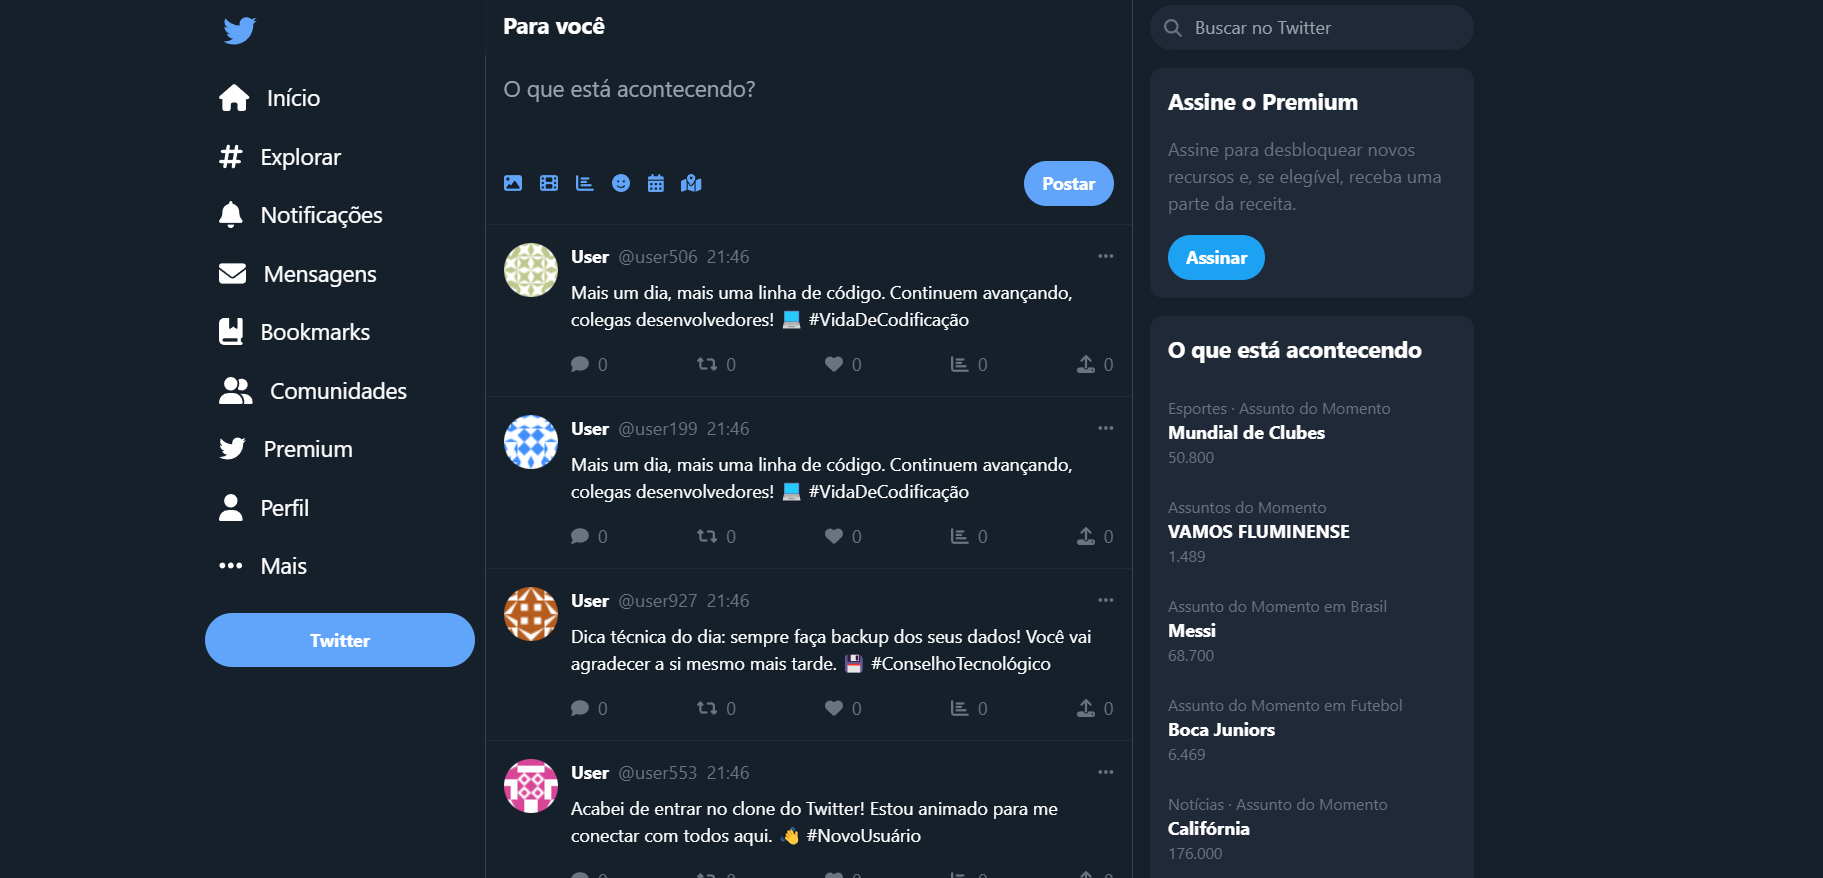 Início
Explorar
Notificações
Mensagens
Bookmarks
Comunidades
Premium
Perfil
Mais
Twitter
Para você
O que está acontecendo?
Postar
User @user506 21:46
Mais um dia, mais uma linha de código. Continuem avançando,
colegas desenvolvedores! 💻 #VidaDeCodificação
0 0 0 0 0
User @user199 21:46
Mais um dia, mais uma linha de código. Continuem avançando,
colegas desenvolvedores! 💻 #VidaDeCodificação
0 0 0 0 0
User @user927 21:46
Dica técnica do dia: sempre faça backup dos seus dados! Você vai
agradecer a si mesmo mais tarde. 💾 #ConselhoTecnológico
0 0 0 0 0
User @user553 21:46
Acabei de entrar no clone do Twitter! Estou animado para me
conectar com todos aqui. 👋 #NovoUsuário
0 0 0 0 0
Buscar no Twitter
Assine o Premium
Assine para desbloquear novos
recursos e, se elegível, receba uma
parte da receita.
Assinar
O que está acontecendo
Esportes · Assunto do Momento
Mundial de Clubes
50.800
Assuntos do Momento
VAMOS FLUMINENSE
1.489
Assunto do Momento em Brasil
Messi
68.700
Assunto do Momento em Futebol
Boca Juniors
6.469
Notícias · Assunto do Momento
Califórnia
176.000